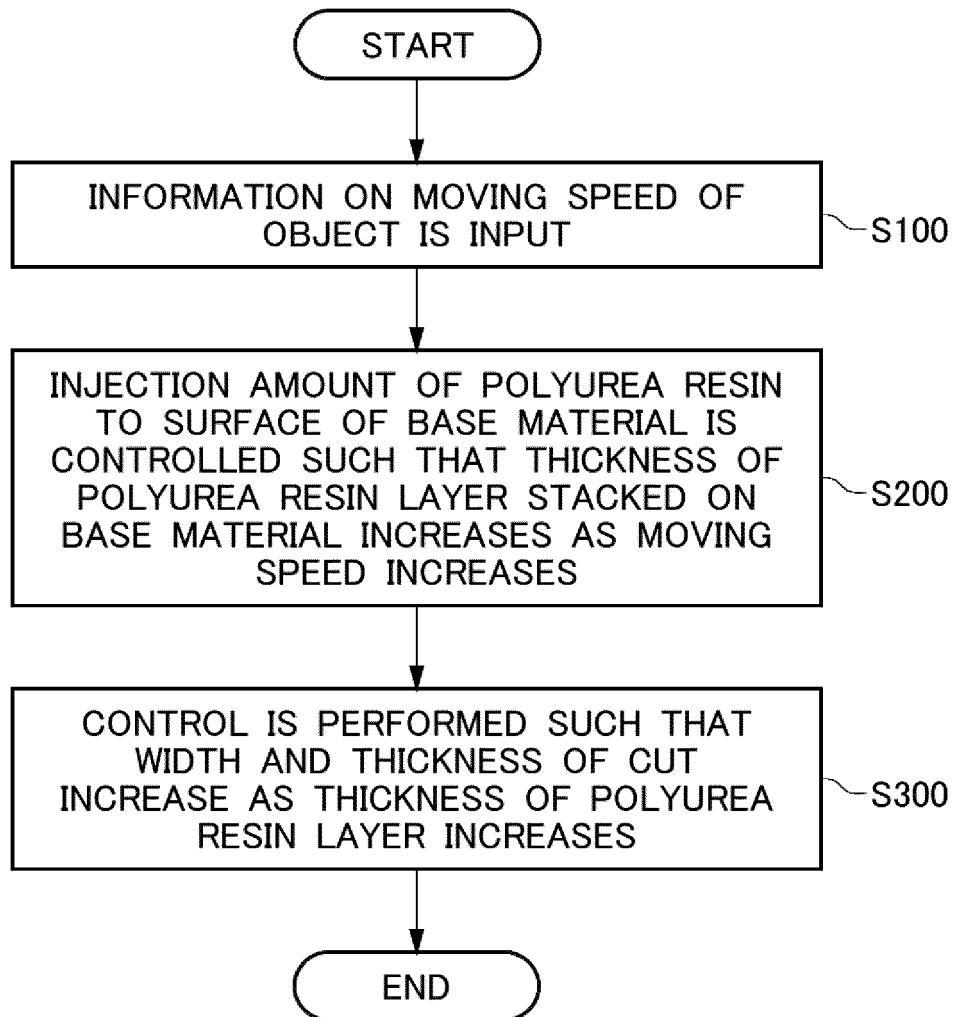 START
INFORMATION ON MOVING SPEED OF
OBJECT IS INPUT
S100
INJECTION AMOUNT OF POLYUREA RESIN
TO SURFACE OF BASE MATERIAL IS
CONTROLLED SUCH THAT THICKNESS OF
POLYUREA RESIN LAYER STACKED ON
BASE MATERIAL INCREASES AS MOVING
SPEED INCREASES
S200
CONTROL IS PERFORMED SUCH THAT
WIDTH AND THICKNESS OF CUT
INCREASE AS THICKNESS OF POLYUREA
RESIN LAYER INCREASES
S300
END